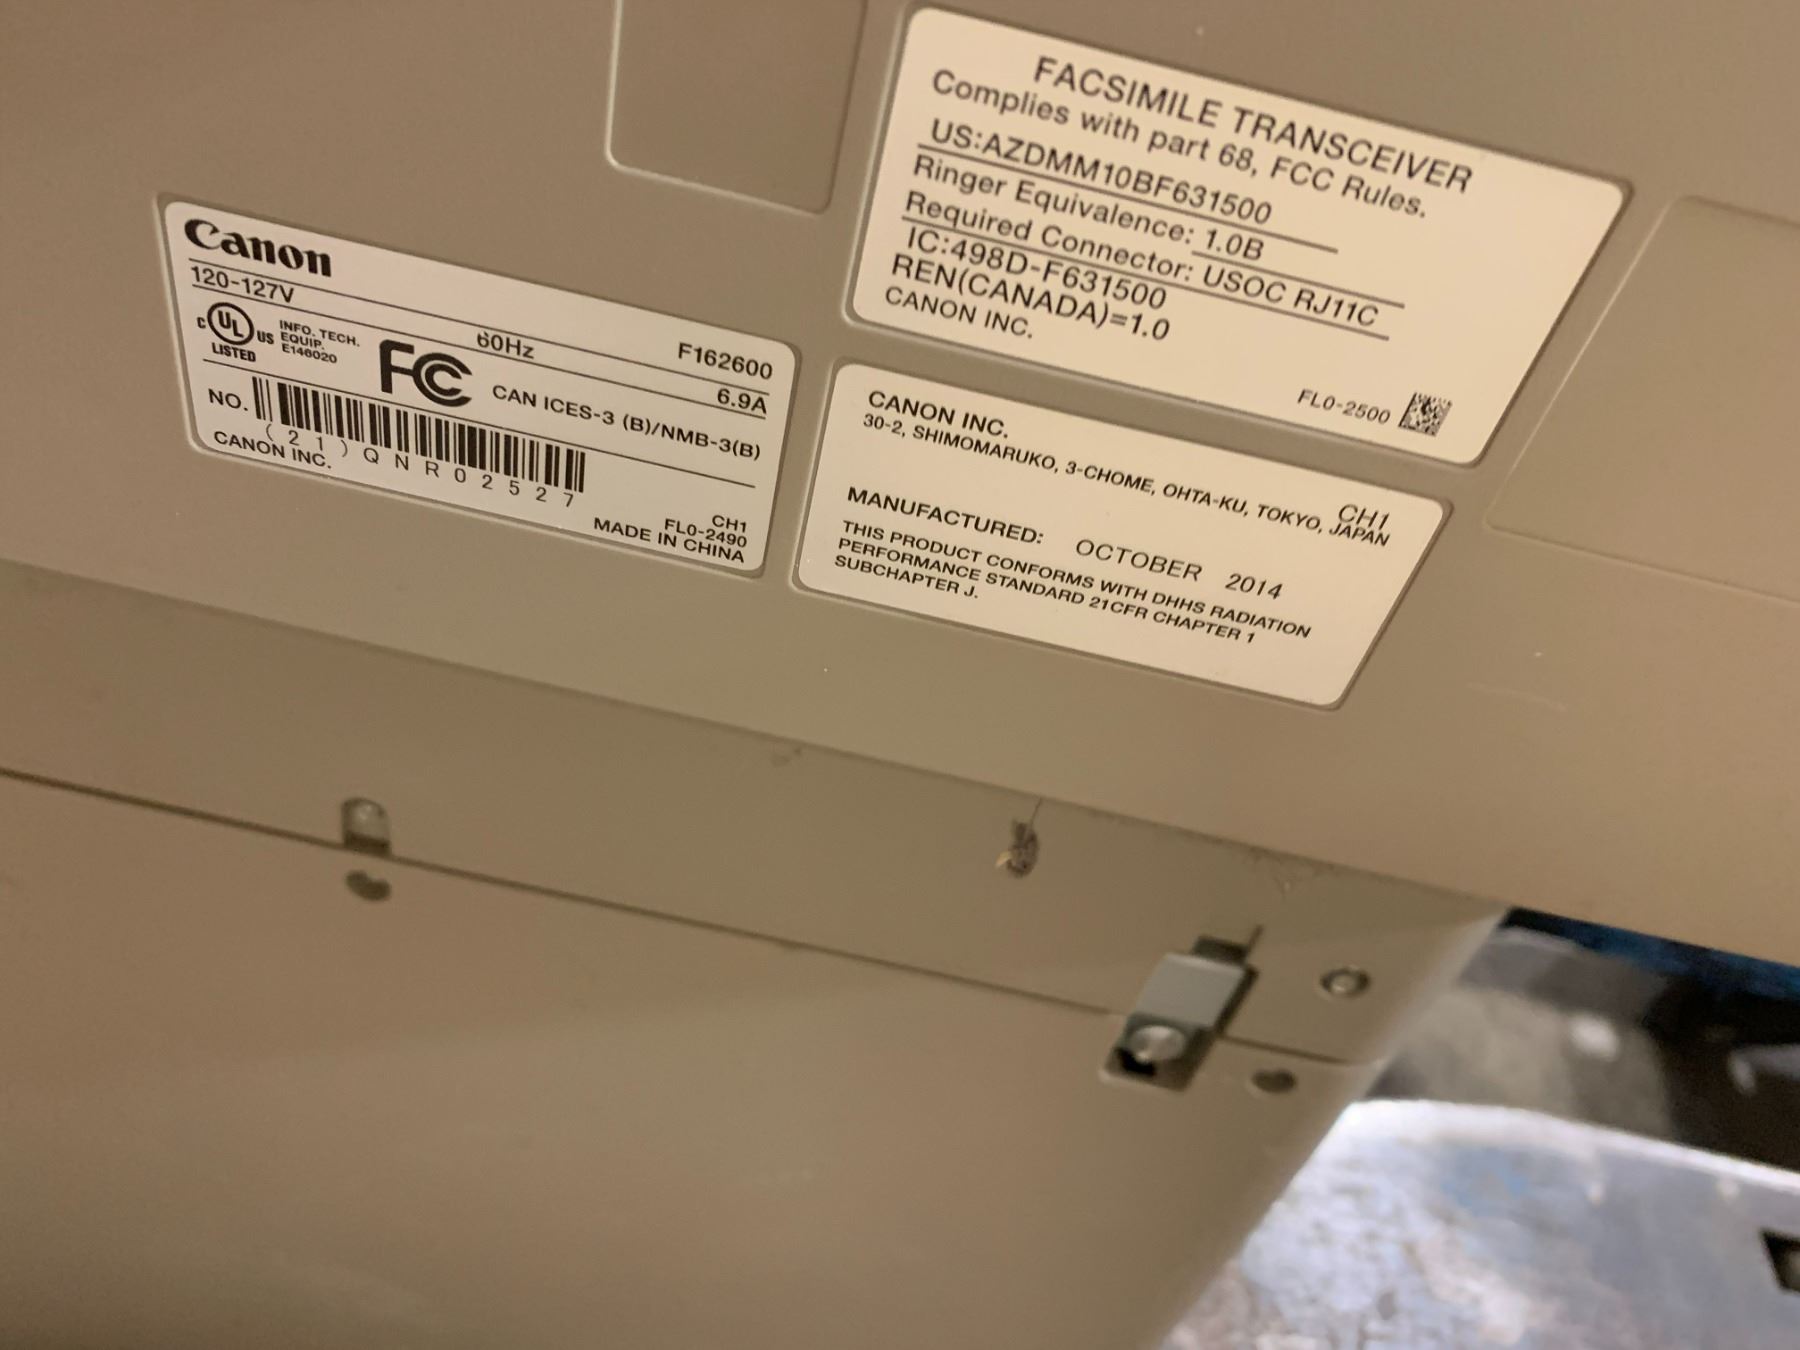 FACSIMILE TRANSCEIVER
Complies with part 68, FCC Rules.
US:AZDMM10BF631500
Ringer Equivalence: 1.0B
Required Connector: USOC RJ11C
IC:498D-F631500
REN(CANADA)=1.0
CANON INC.
FL0-2500
Canon
F162600
120-127V 60Hz 6.9A
C UL US
LISTED
INFO. TECH.
EQUIP.
E146020
FC CAN ICES-3 (B)/NMB-3(B)
NO.
(21)QNR02527
CANON INC.
CH1
FL0-2490
MADE IN CHINA
CANON INC.
30-2, SHIMOMARUKO, 3-CHOME, OHTA-KU, TOKYO, JAPAN
CH1
MANUFACTURED: OCTOBER 2014
THIS PRODUCT CONFORMS WITH DHHS RADIATION
PERFORMANCE STANDARD 21CFR CHAPTER 1
SUBCHAPTER J.